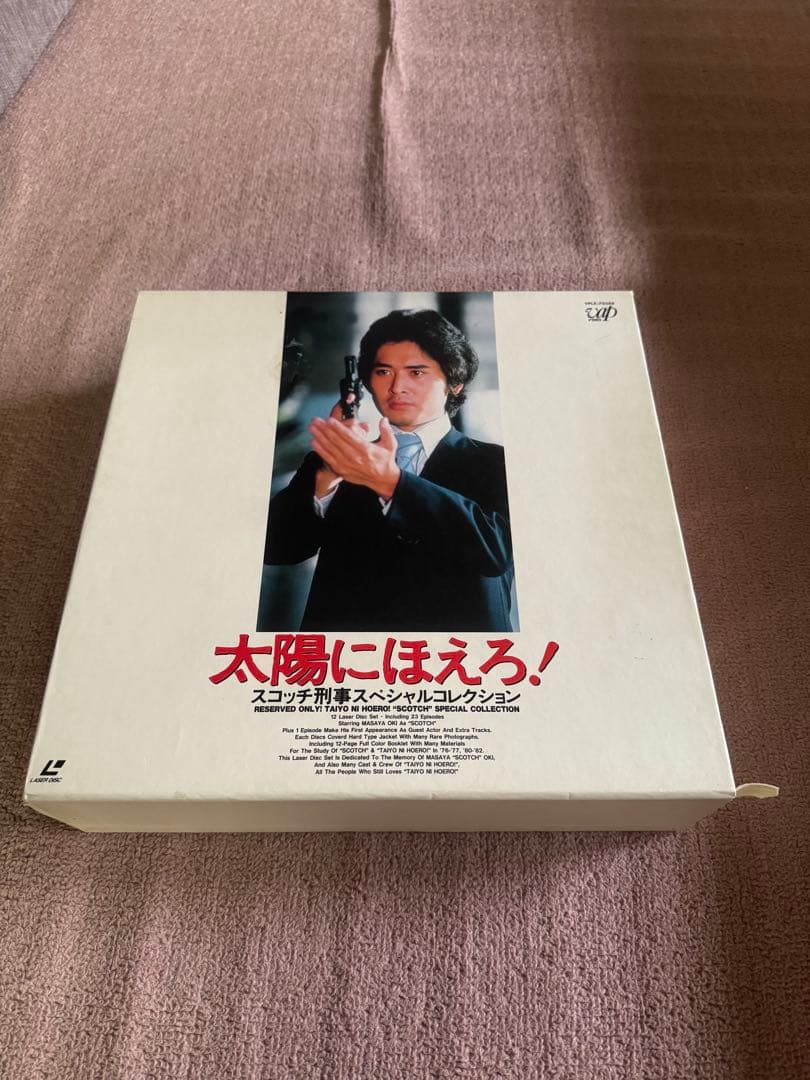 vap
VIDEO
太陽にほえろ!
スコッチ刑事スペシャルコレクション
RESERVED ONLY! TAIYO NI HOERO! "SCOTCH" SPECIAL COLLECTION
12 Laser Disc Set · Including 23 Episodes
Starring MASAYA OKI As "SCOTCH"
Plus 1 Episode Make His First Appearance As Guest Actor And Extra Tracks.
Each Discs Coverd Hard Type Jacket With Many Rare Photographs.
Including 12-Page Full Color Booklet With Many Materials
For The Study Of "SCOTCH" & "TAIYO NI HOERO!" In '76-'77, '80-'82.
This Laser Disc Set Is Dedicated To The Memory Of MASAYA "SCOTCH" OKI,
And Also Many Cast & Crew Of "TAIYO NI HOERO!",
All The People Who Still Loves "TAIYO NI HOERO!"
LASER DISC